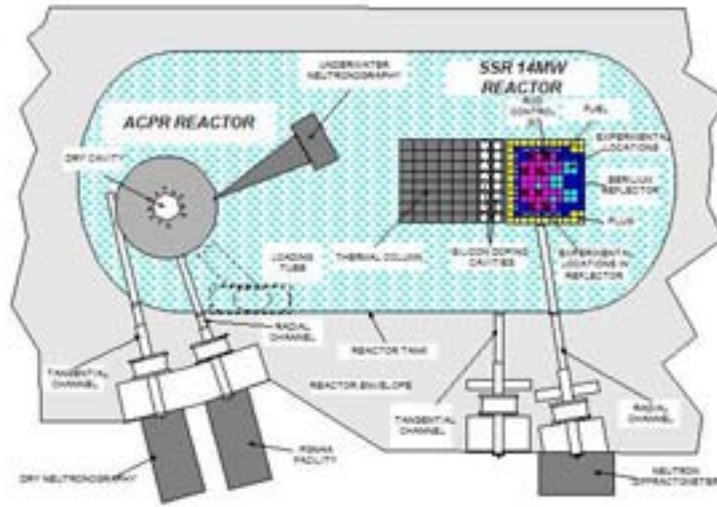 UNDERWATER
NEUTRONOGRAPHY
SSR 14MW
REACTOR
ACPR REACTOR
ROD
CONTROL
FUEL
EXPERIMENTAL
LOCATIONS
DRY CAVITY
REFLECTOR
PLUG
LOADING
TUBE
THERMAL COLUMN
SILICON DOPING
CAVITIES
EXPERIMENTAL
LOCATIONS IN
REFLECTOR
RADIAL
CHANNEL
REACTOR TANK
TANGENTIAL
CHANNEL
REACTOR ENVELOPE
TANGENTIAL
CHANNEL
RADIAL
CHANNEL
FACILITY
DRY NEUTRONOGRAPHY
NEUTRON
DIFFRACTOMETER